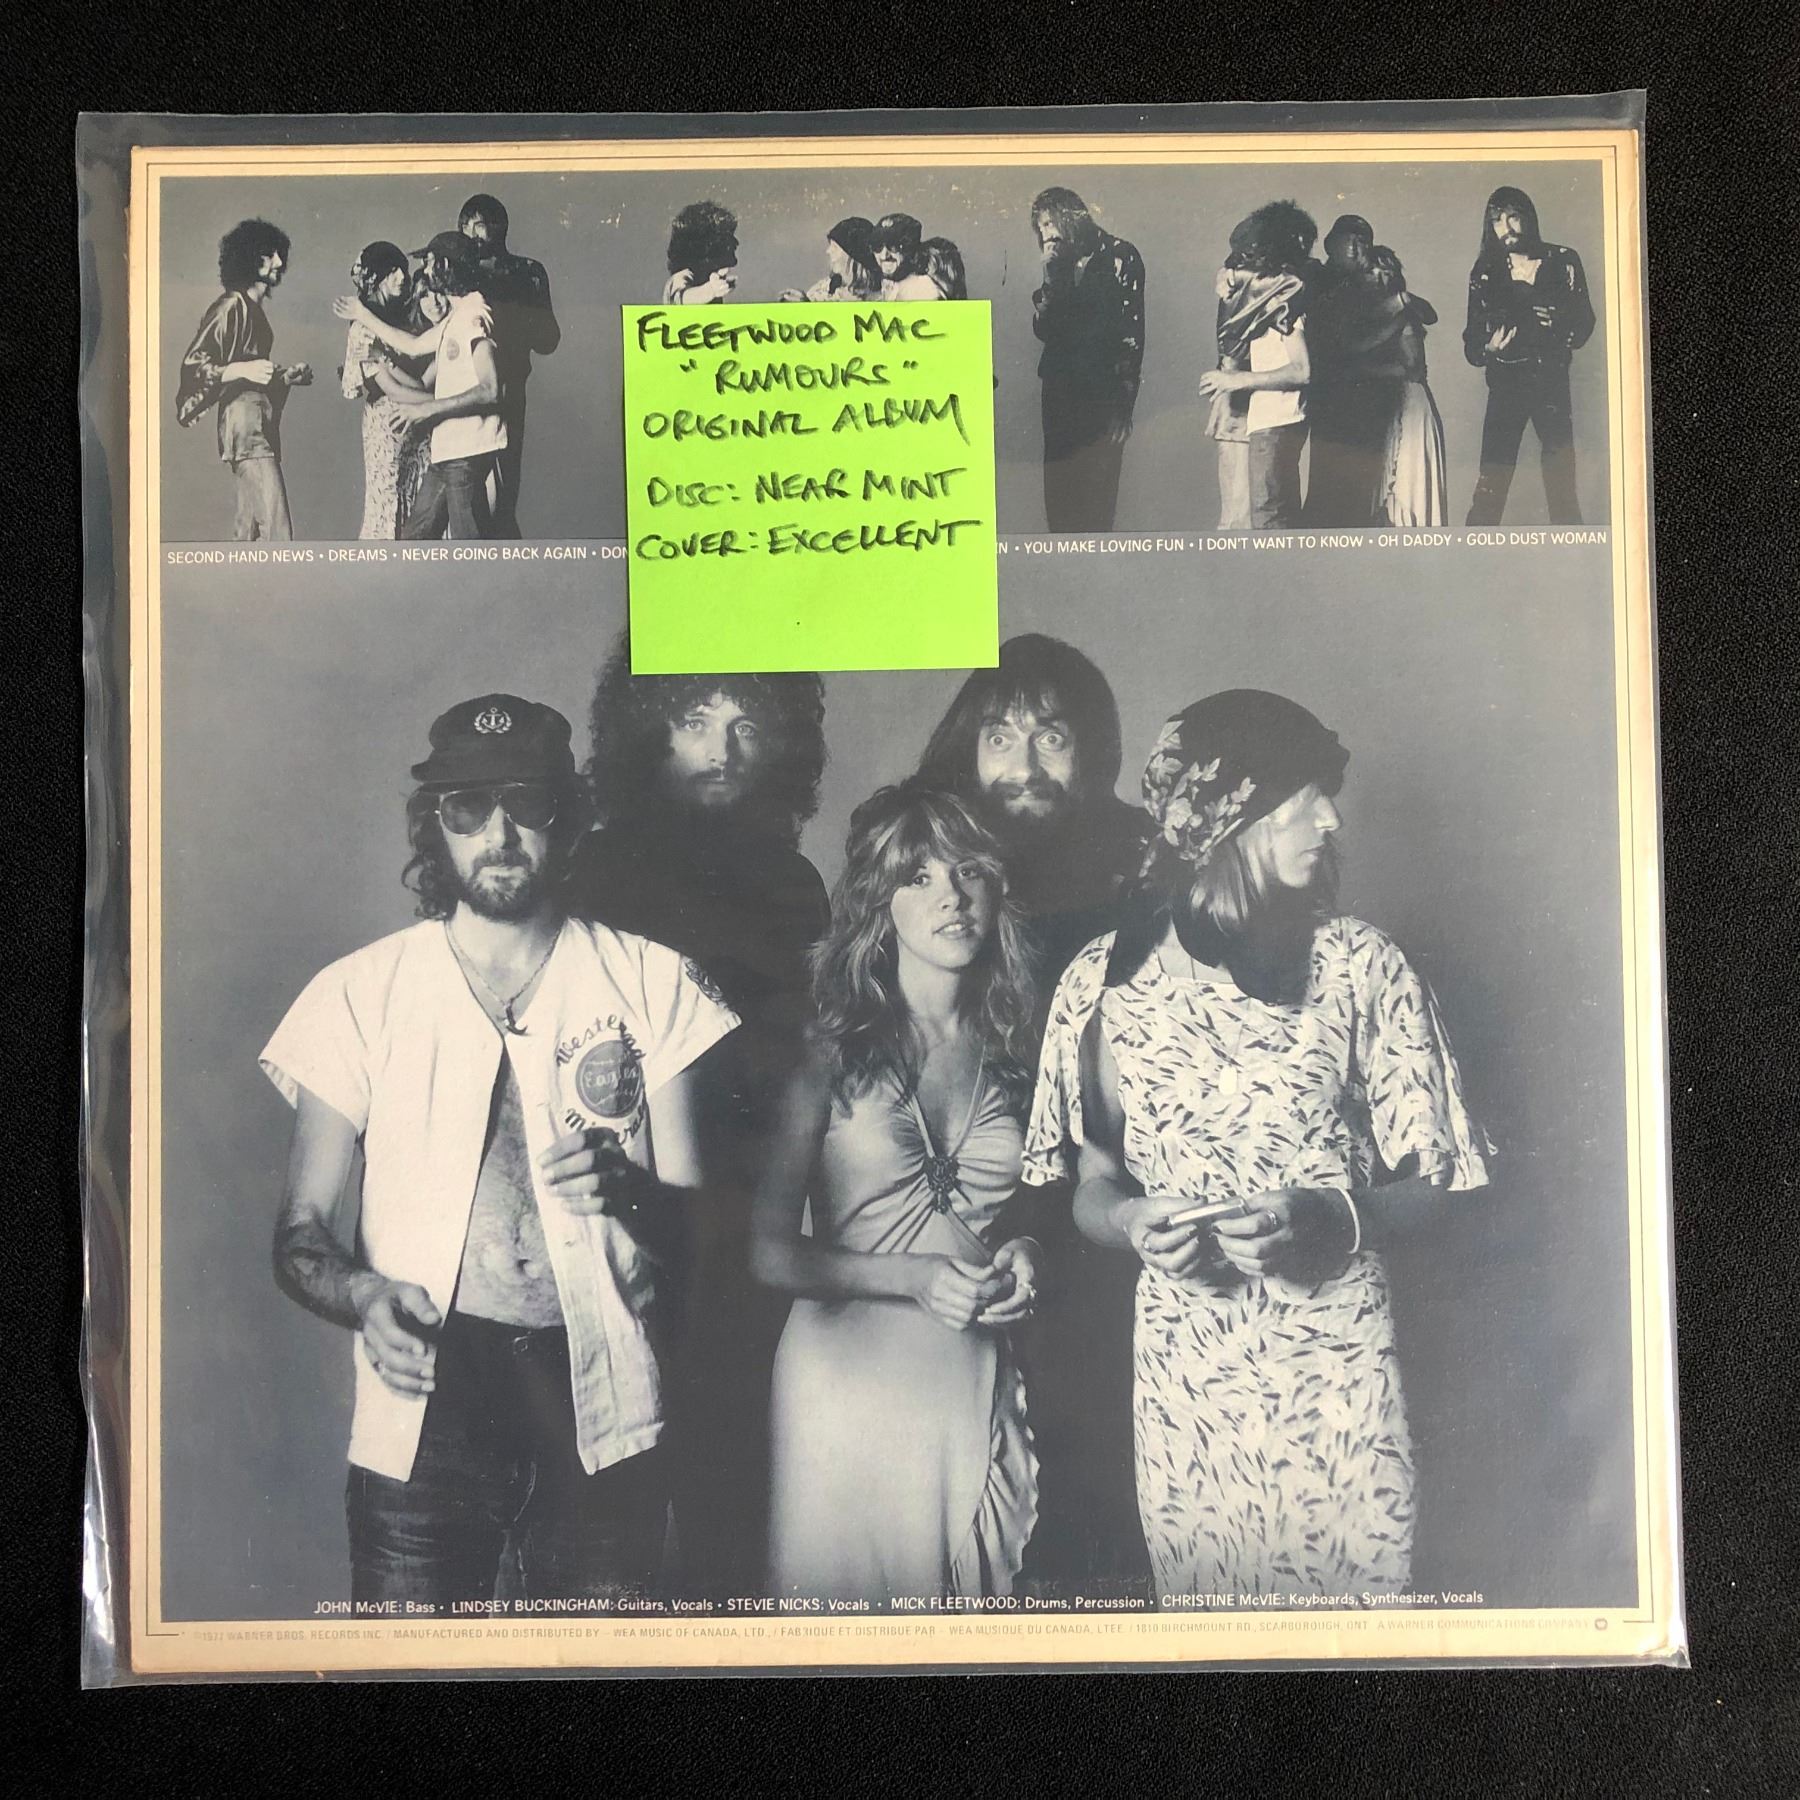 FLEETWOOD MAC
"RUMOURS"
ORIGINAL ALBUM
DISC: NEAR MINT
COVER: EXCELLENT
SECOND HAND NEWS • DREAMS • NEVER GOING BACK AGAIN • DON
N • YOU MAKE LOVING FUN • I DON'T WANT TO KNOW • OH DADDY • GOLD DUST WOMAN
Westend
Eagles
JOHN McVIE: Bass • LINDSEY BUCKINGHAM: Guitars, Vocals • STEVIE NICKS: Vocals • MICK FLEETWOOD: Drums, Percussion • CHRISTINE McVIE: Keyboards, Synthesizer, Vocals
©1977 WARNER BROS. RECORDS INC. / MANUFACTURED AND DISTRIBUTED BY - WEA MUSIC OF CANADA, LTD., / FABRIQUE ET DISTRIBUE PAR - WEA MUSIQUE DU CANADA, LTEE. / 1810 BIRCHMOUNT RD., SCARBOROUGH, ONT. A WARNER COMMUNICATIONS COMPANY